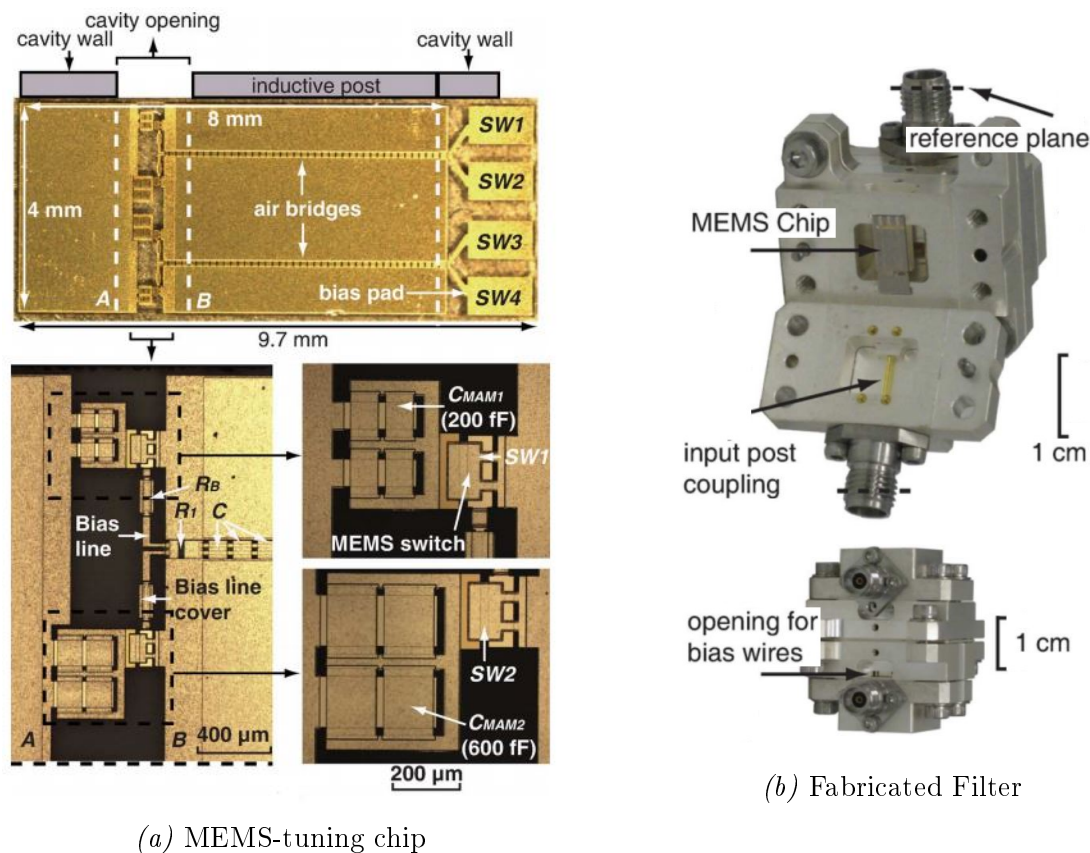 cavity opening
cavity wall
cavity wall
inductive post
8 mm
SW1
SW2
4 mm
air bridges
SW3
bias pad
SW4
A
B
9.7 mm
CMAM1
(200 fF)
SW1
MEMS switch
RB
R1
C
Bias
line
Bias line
cover
SW2
CMAM2
(600 fF)
A
B
400 µm
200 µm
(a) MEMS-tuning chip
reference plane
MEMS Chip
input post
coupling
1 cm
opening for
bias wires
1 cm
(b) Fabricated Filter